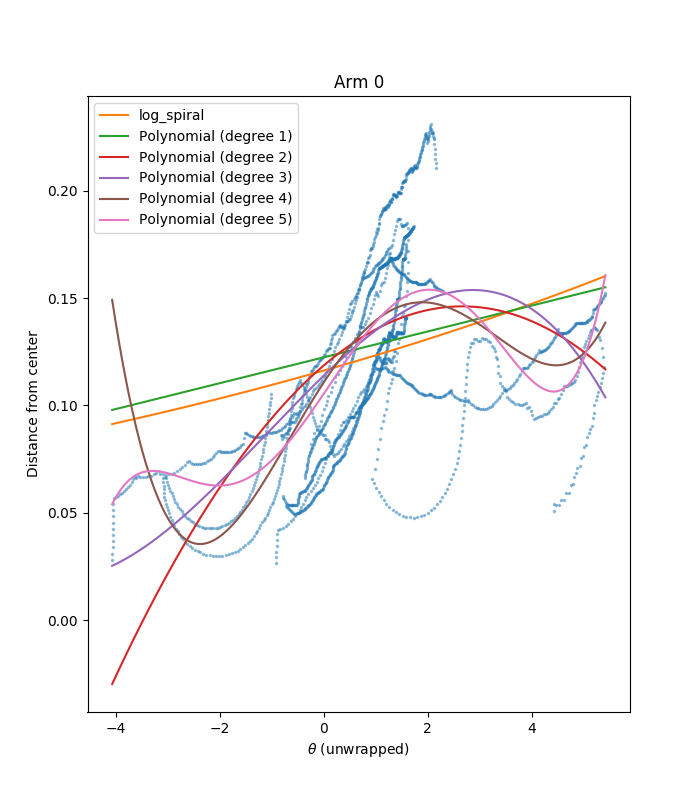 Arm 0
log_spiral
Polynomial (degree 1)
Polynomial (degree 2)
Polynomial (degree 3)
Polynomial (degree 4)
Polynomial (degree 5)
Distance from center
0.20
0.15
0.10
0.05
0.00
−4
−2
0
2
4
θ (unwrapped)